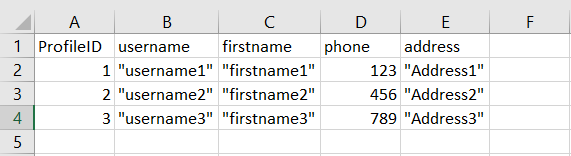 A B C D E F
1 ProfileID username firstname phone address
2 1 "username1" "firstname1" 123 "Address1"
3 2 "username2" "firstname2" 456 "Address2"
4 3 "username3" "firstname3" 789 "Address3"
5